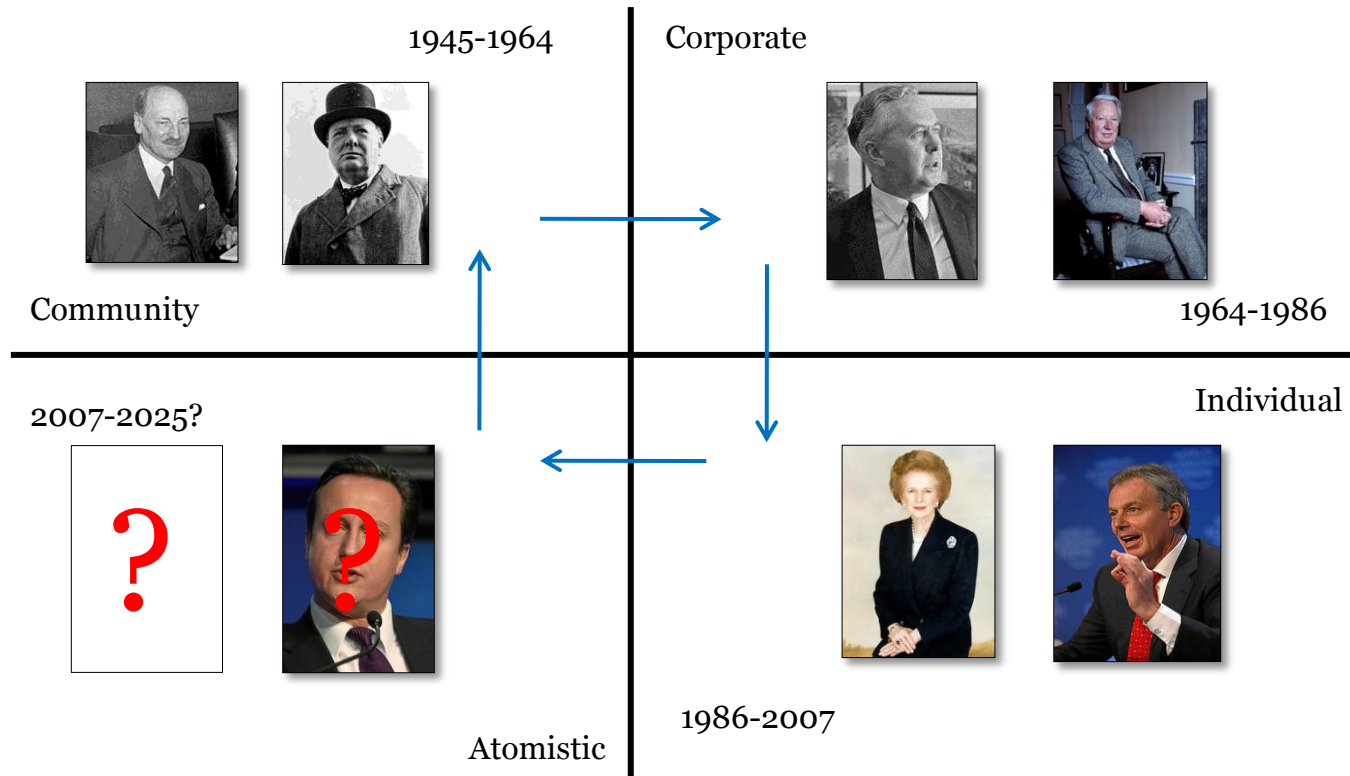 1945-1964
Corporate
Community
1964-1986
2007-2025?
Individual
?
?
1986-2007
Atomistic